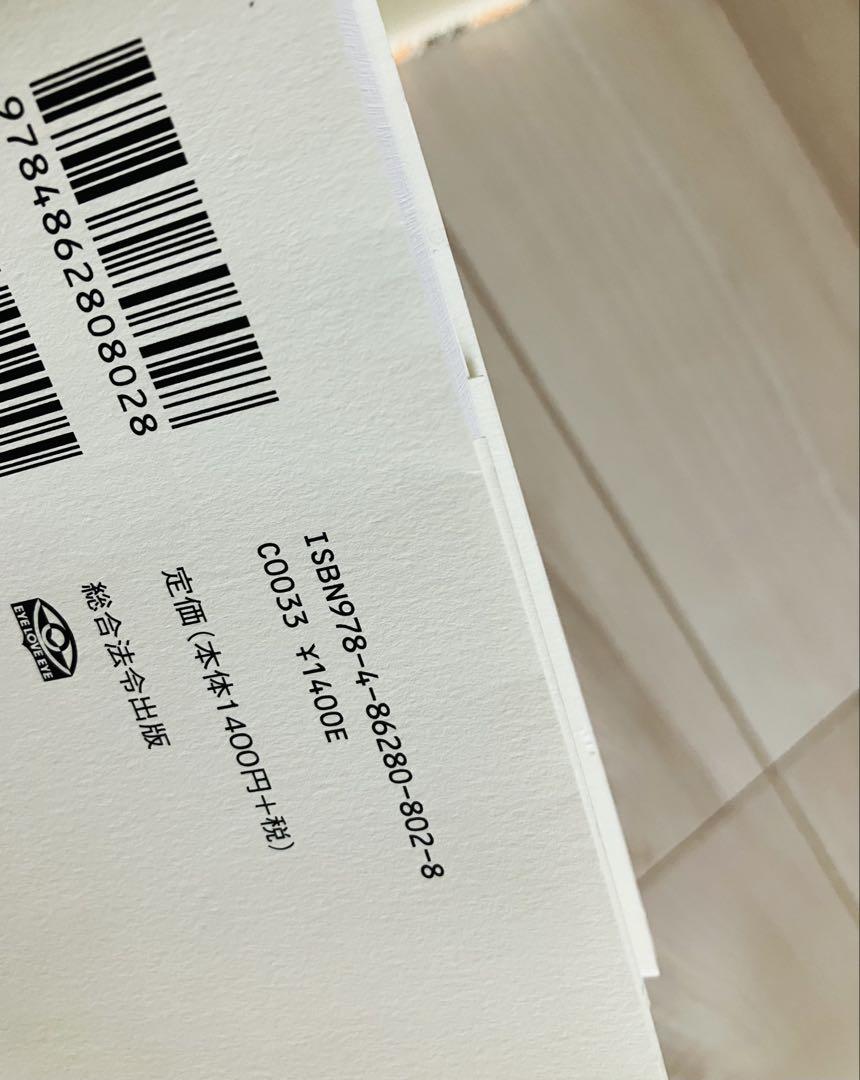 9784862808028
ISBN978-4-86280-802-8
C0033 ¥1400E
定価(本体1400円+税)
総合法令出版
EYE LOVE EYE